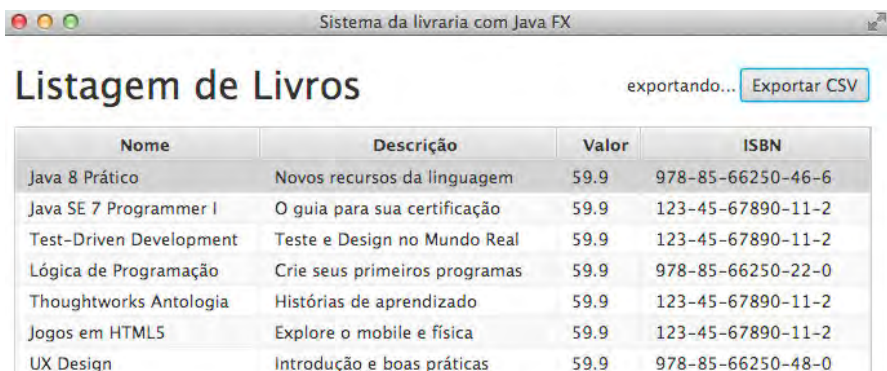 Sistema da livraria com Java FX
Listagem de Livros exportando... Exportar CSV
Nome Descrição Valor ISBN
Java 8 Prático Novos recursos da linguagem 59.9 978-85-66250-46-6
Java SE 7 Programmer I O guia para sua certificação 59.9 123-45-67890-11-2
Test-Driven Development Teste e Design no Mundo Real 59.9 123-45-67890-11-2
Lógica de Programação Crie seus primeiros programas 59.9 978-85-66250-22-0
Thoughtworks Antologia Histórias de aprendizado 59.9 123-45-67890-11-2
Jogos em HTML5 Explore o mobile e física 59.9 123-45-67890-11-2
UX Design Introdução e boas práticas 59.9 978-85-66250-48-0